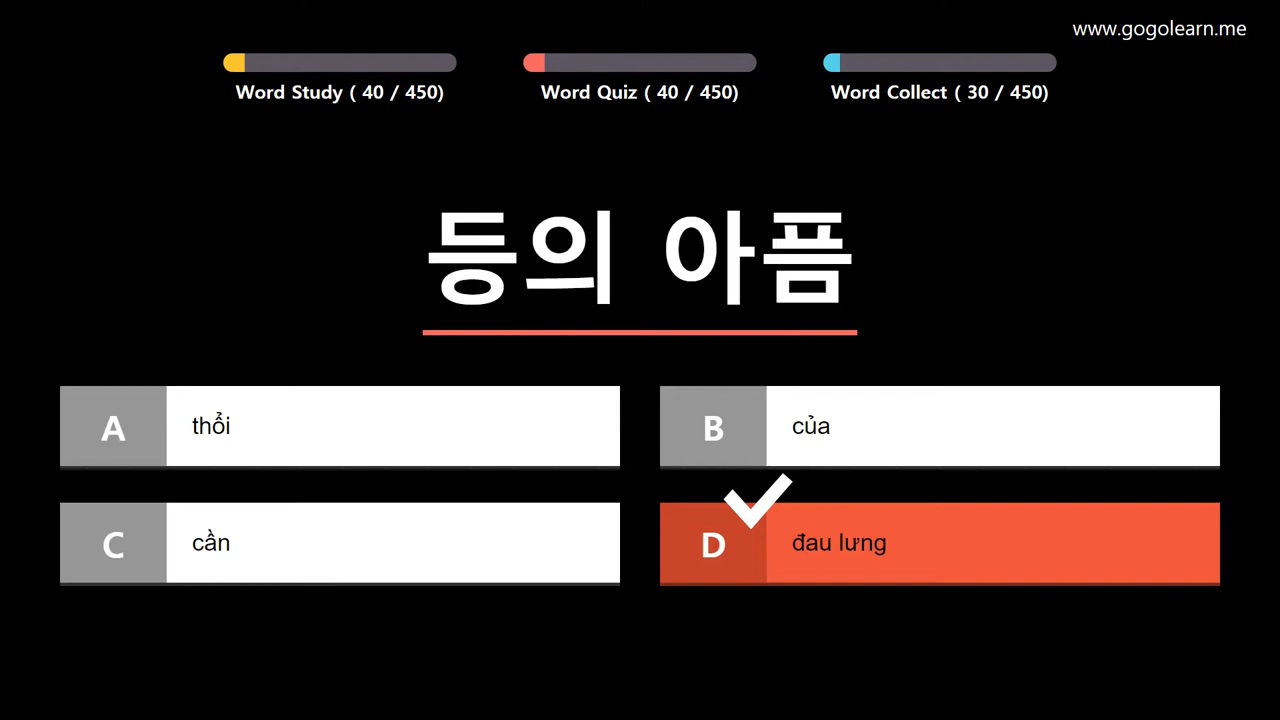 www.gogolearn.me
Word Study ( 40 / 450)
Word Quiz ( 40 / 450)
Word Collect ( 30 / 450)
등의 아픔
A
thổi
B
của
C
cần
D
đau lưng